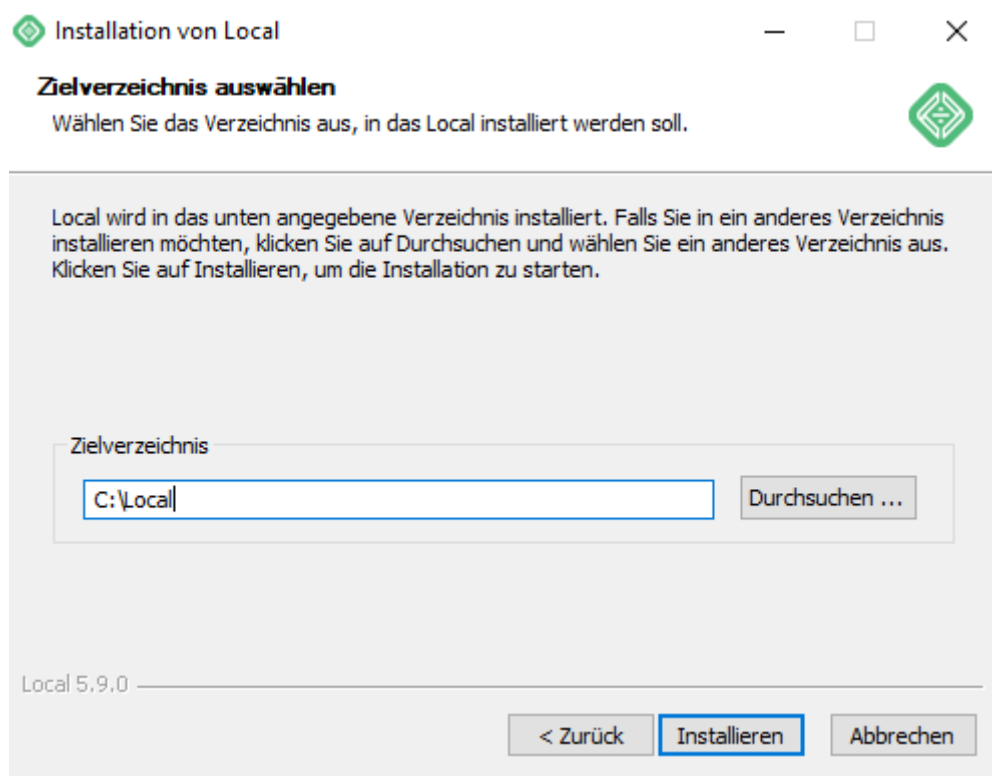 Installation von Local
Zielverzeichnis auswählen
Wählen Sie das Verzeichnis aus, in das Local installiert werden soll.
Local wird in das unten angegebene Verzeichnis installiert. Falls Sie in ein anderes Verzeichnis
installieren möchten, klicken Sie auf Durchsuchen und wählen Sie ein anderes Verzeichnis aus.
Klicken Sie auf Installieren, um die Installation zu starten.
Zielverzeichnis
C:\Local
Durchsuchen ...
Local 5.9.0
< Zurück
Installieren
Abbrechen